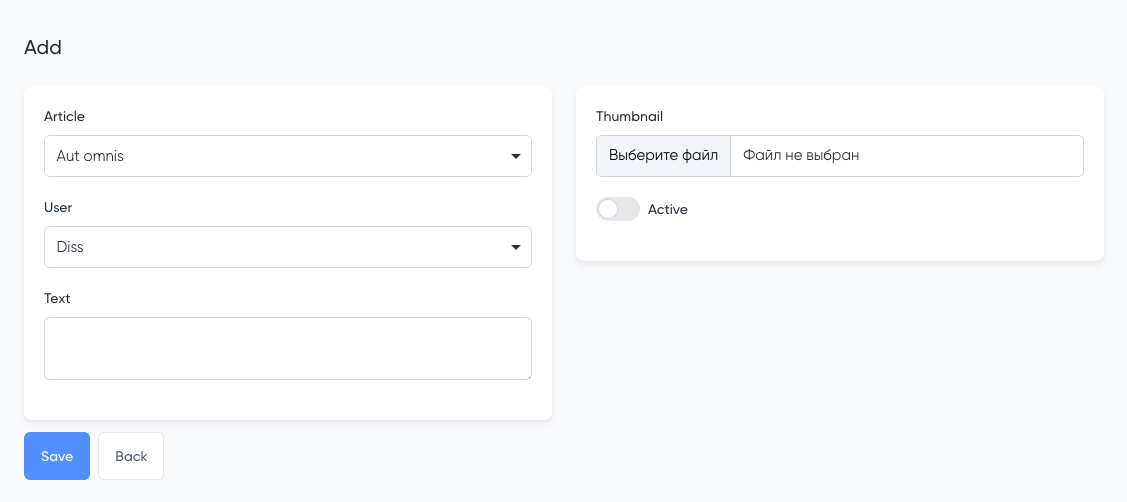 Add
Article
Aut omnis
User
Diss
Text
Thumbnail
Выберите файл Файл не выбран
Active
Save Back